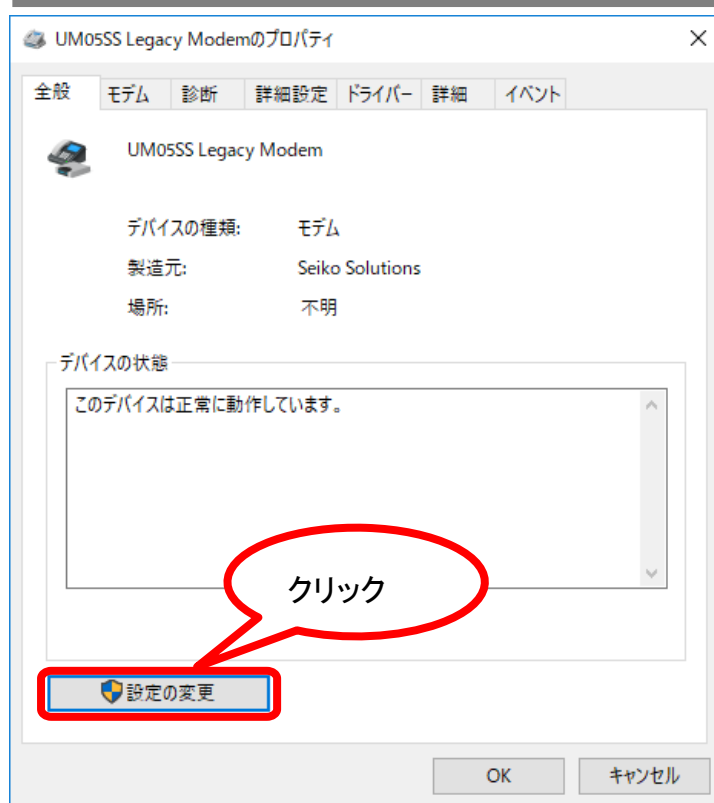 UM05SS Legacy Modemのプロパティ
全般 モデム 診断 詳細設定 ドライバー 詳細 イベント
UM05SS Legacy Modem
デバイスの種類: モデム
製造元: Seiko Solutions
場所: 不明
デバイスの状態
このデバイスは正常に動作しています。
クリック
設定の変更
OK キャンセル